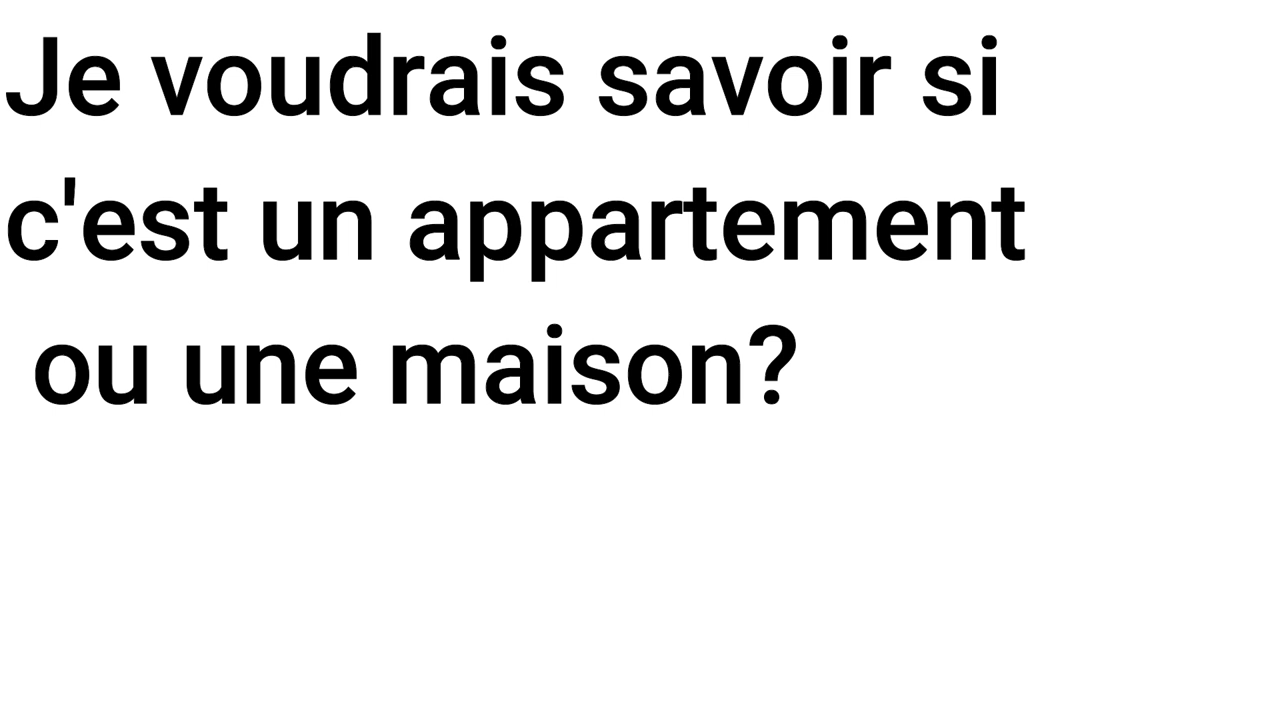 Je voudrais savoir si
c'est un appartement
ou une maison?